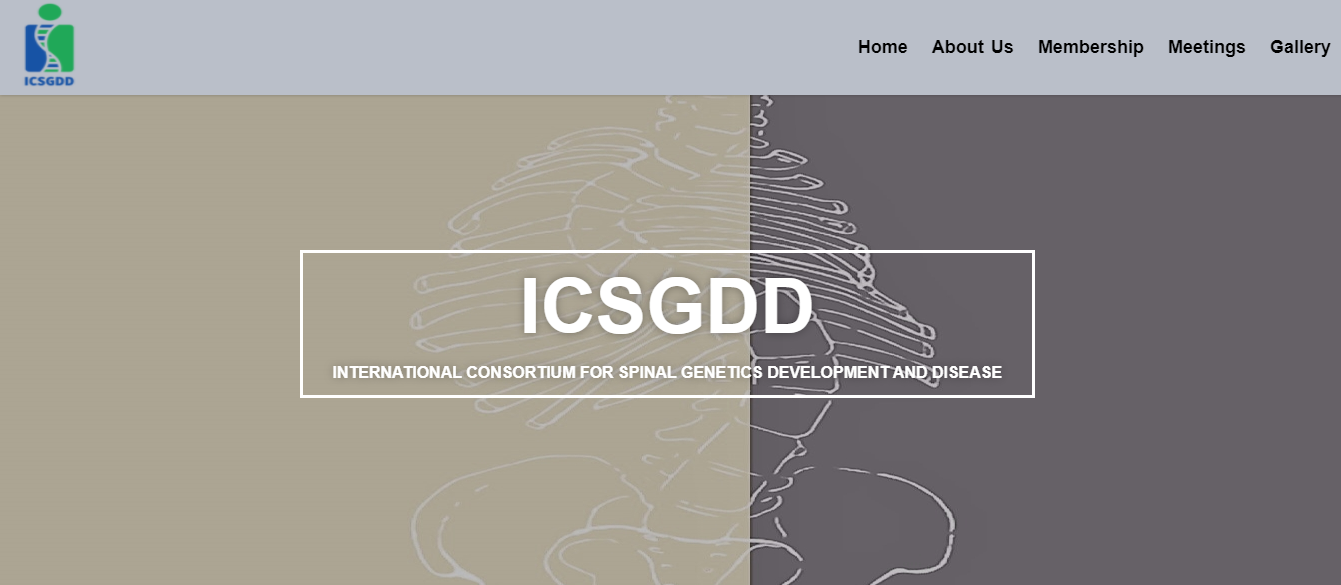 ICSGDD
Home About Us Membership Meetings Gallery
ICSGDD
INTERNATIONAL CONSORTIUM FOR SPINAL GENETICS DEVELOPMENT AND DISEASE